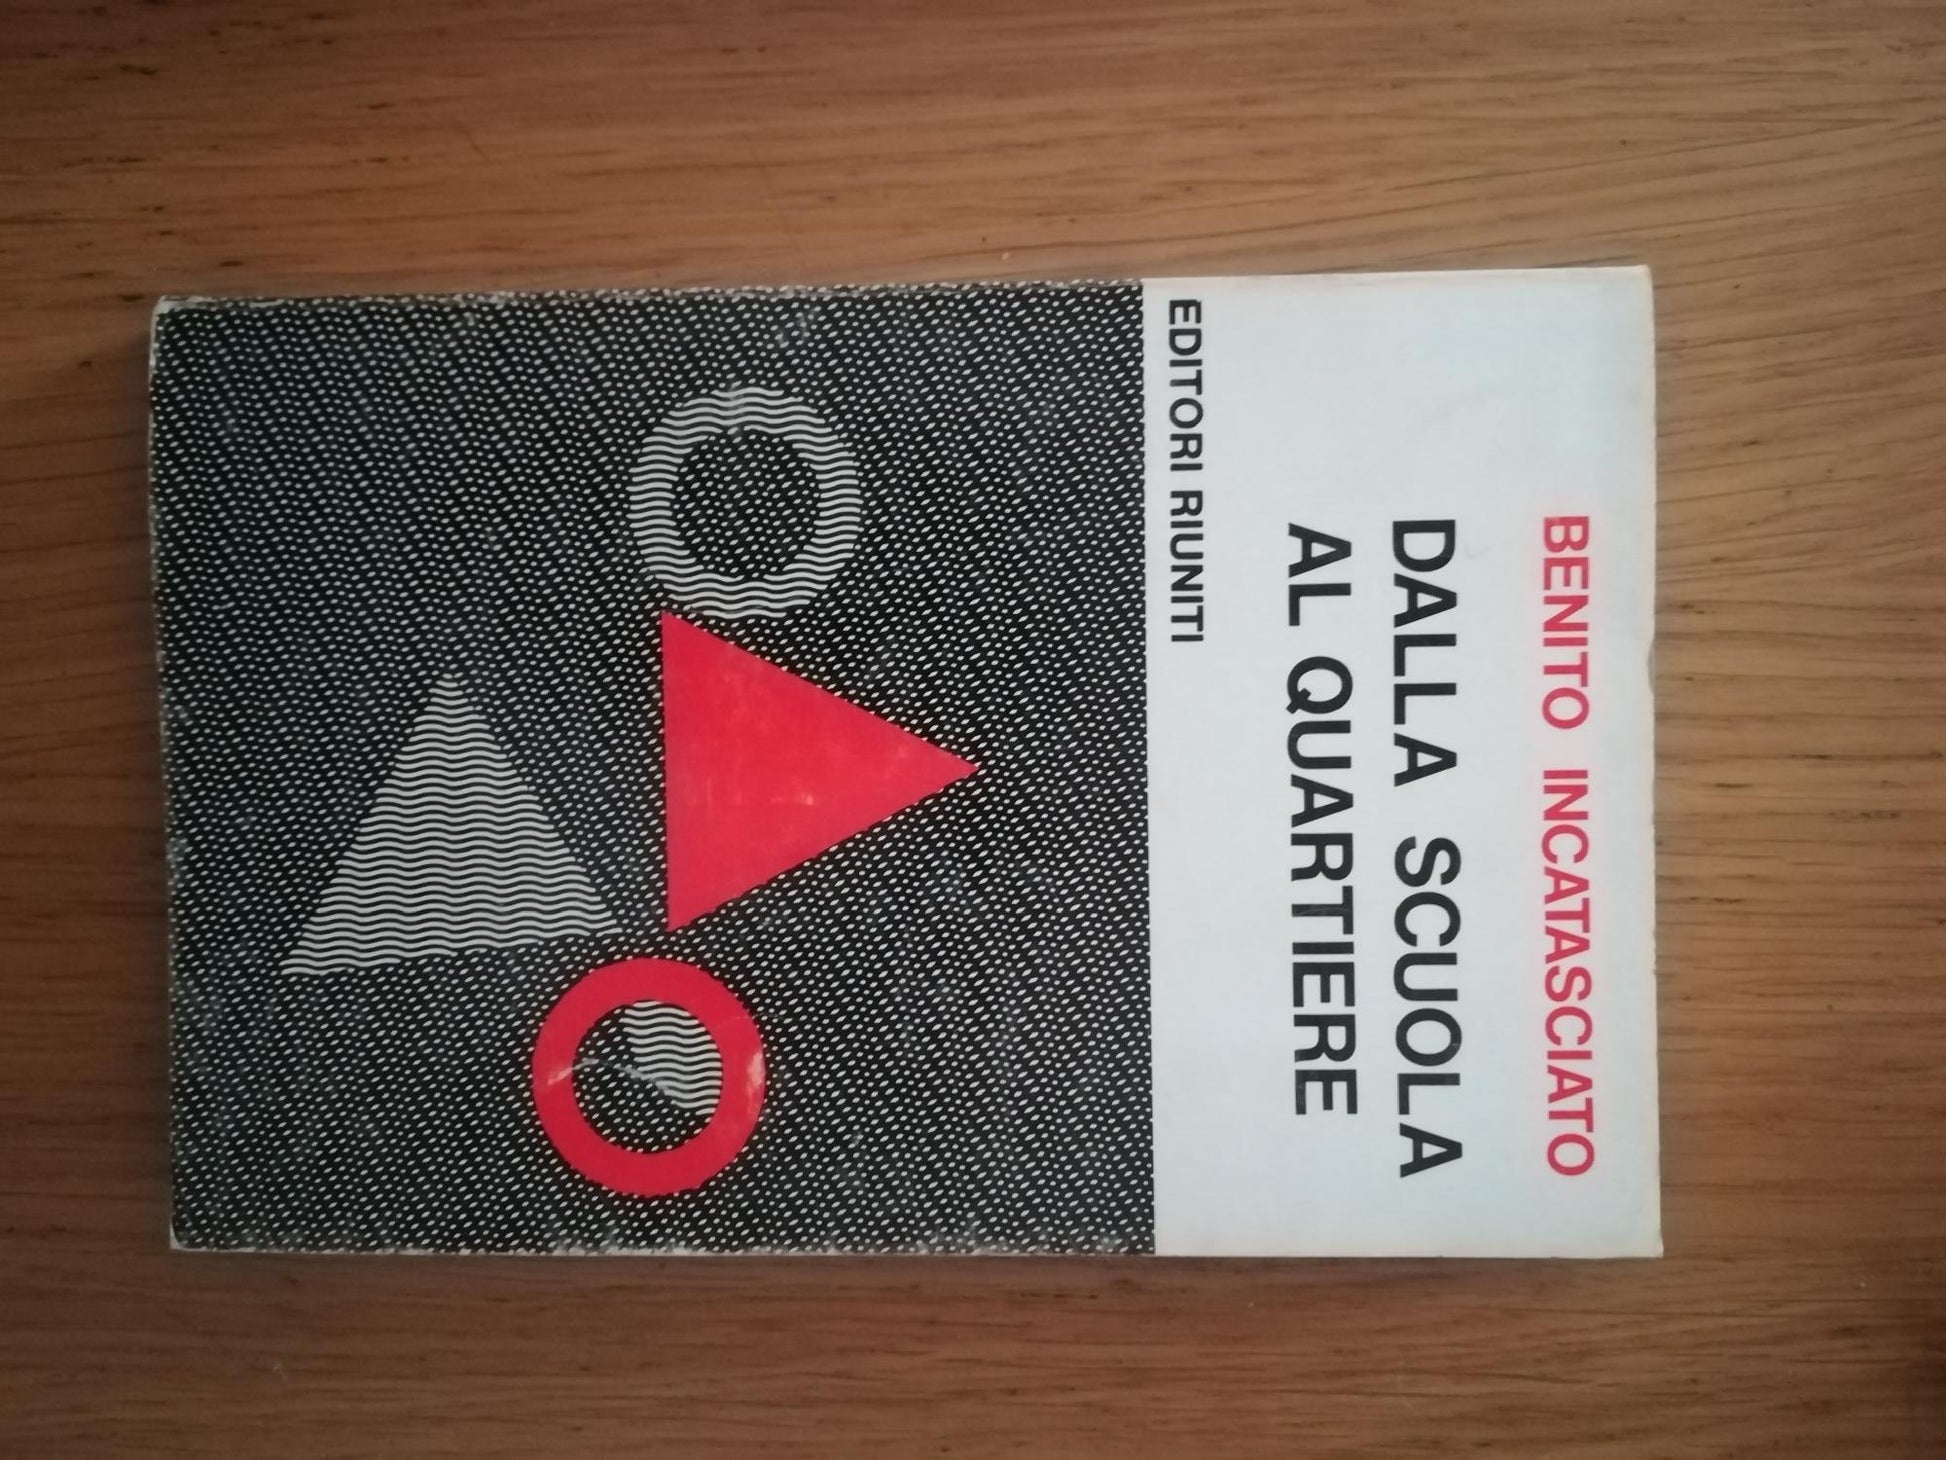 BENITO INCATASCIATO
DALLA SCUOLA
AL QUARTIERE
EDITORI RIUNITI